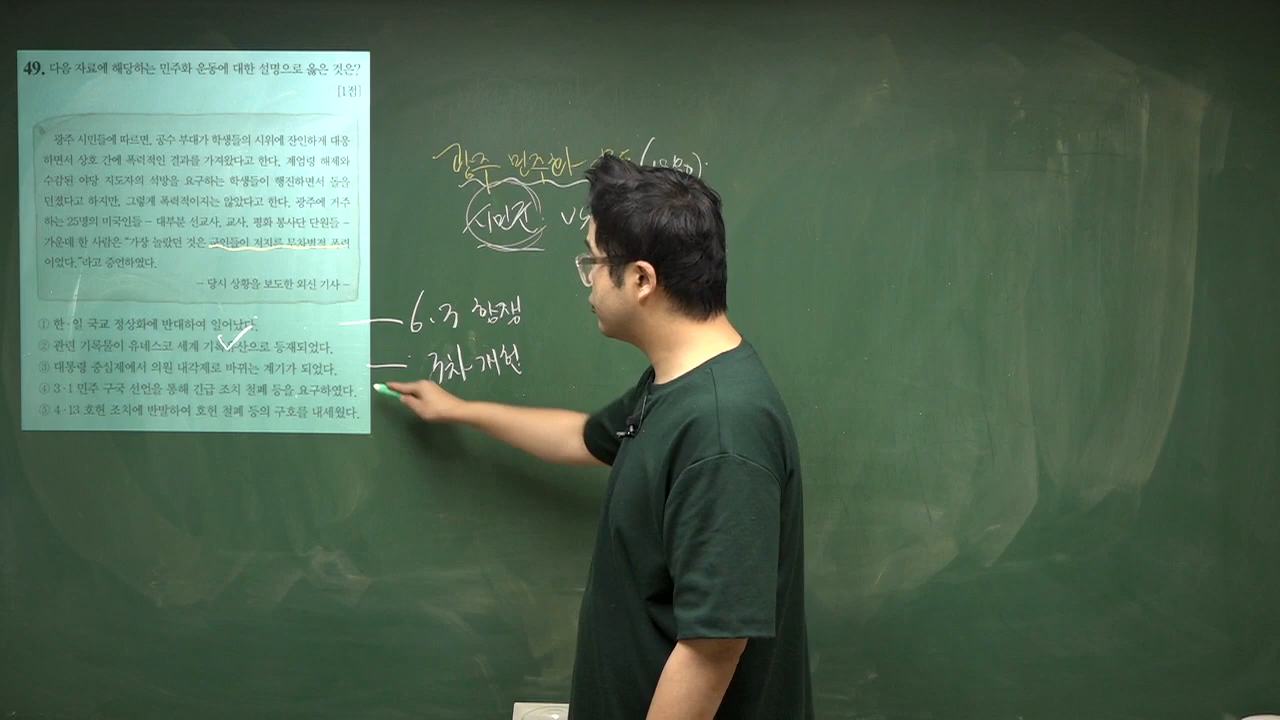 49. 다음 자료에 해당하는 민주화 운동에 대한 설명으로 옳은 것은?
[1점]
광주 시민들에 따르면, 공수 부대가 학생들의 시위에 잔인하게 대응
하면서 상호 간에 폭력적인 결과를 가져왔다고 한다. 계엄령 해제와
수감된 야당 지도자의 석방을 요구하는 학생들이 행진하면서 돌을
던졌다고 하지만, 그렇게 폭력적이지는 않았다고 한다. 광주에 거주
하는 25명의 미국인들 - 대부분 선교사, 교사, 평화 봉사단 단원들 -
가운데 한 사람은 "가장 놀랐던 것은 군인들이 저지른 무차별적 폭력
이었다."라고 증언하였다.
- 당시 상황을 보도한 외신 기사 -
① 한·일 국교 정상화에 반대하여 일어났다.
② 관련 기록물이 유네스코 세계 기록유산으로 등재되었다.
③ 대통령 중심제에서 의원 내각제로 바뀌는 계기가 되었다.
④ 3·1 민주 구국 선언을 통해 긴급 조치 철폐 등을 요구하였다.
⑤ 4·13 호헌 조치에 반발하여 호헌 철폐 등의 구호를 내세웠다.
광주 민주화
시민군 VS
6.3 항쟁
3차 개헌